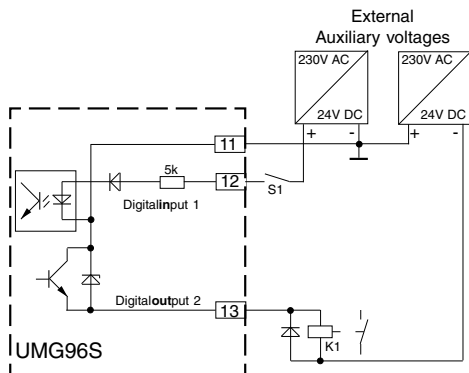 External
Auxiliary voltages
230V AC
24V DC
+ -
230V AC
24V DC
+ -
11
5k
12
S1
Digitalinput 1
Digitaloutput 2
13
K1
UMG96S